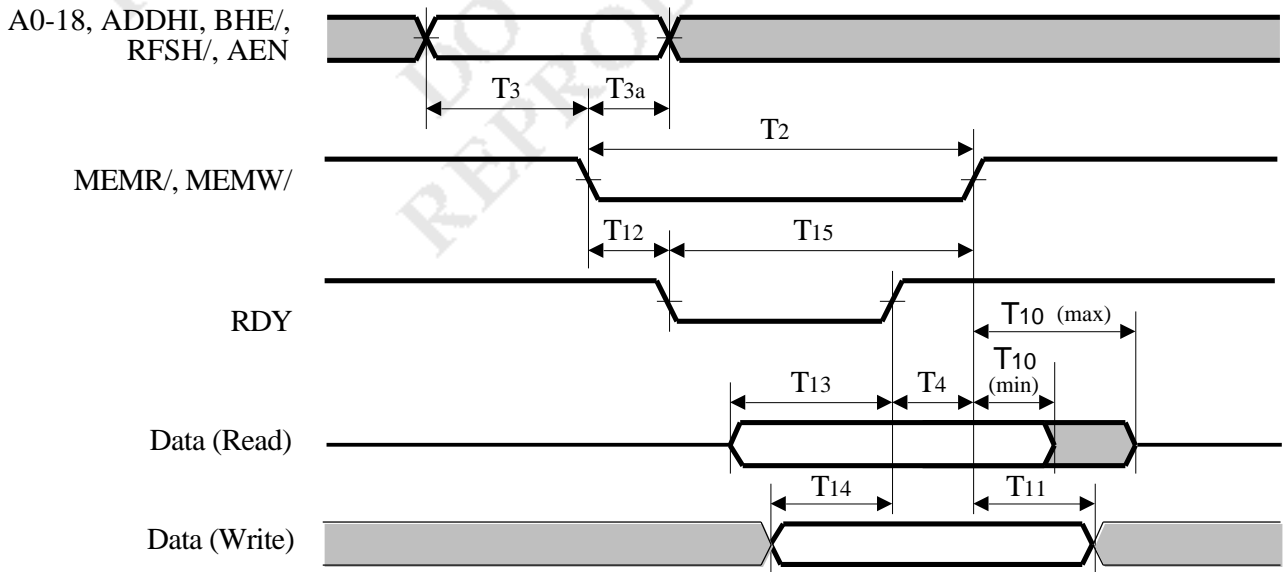 A0-18, ADDHI, BHE/,
RFSH/, AEN
T3
T3a
T2
MEMR/, MEMW/
T12
T15
RDY
T10 (max)
T10
(min)
T13
T4
Data (Read)
T14
T11
Data (Write)